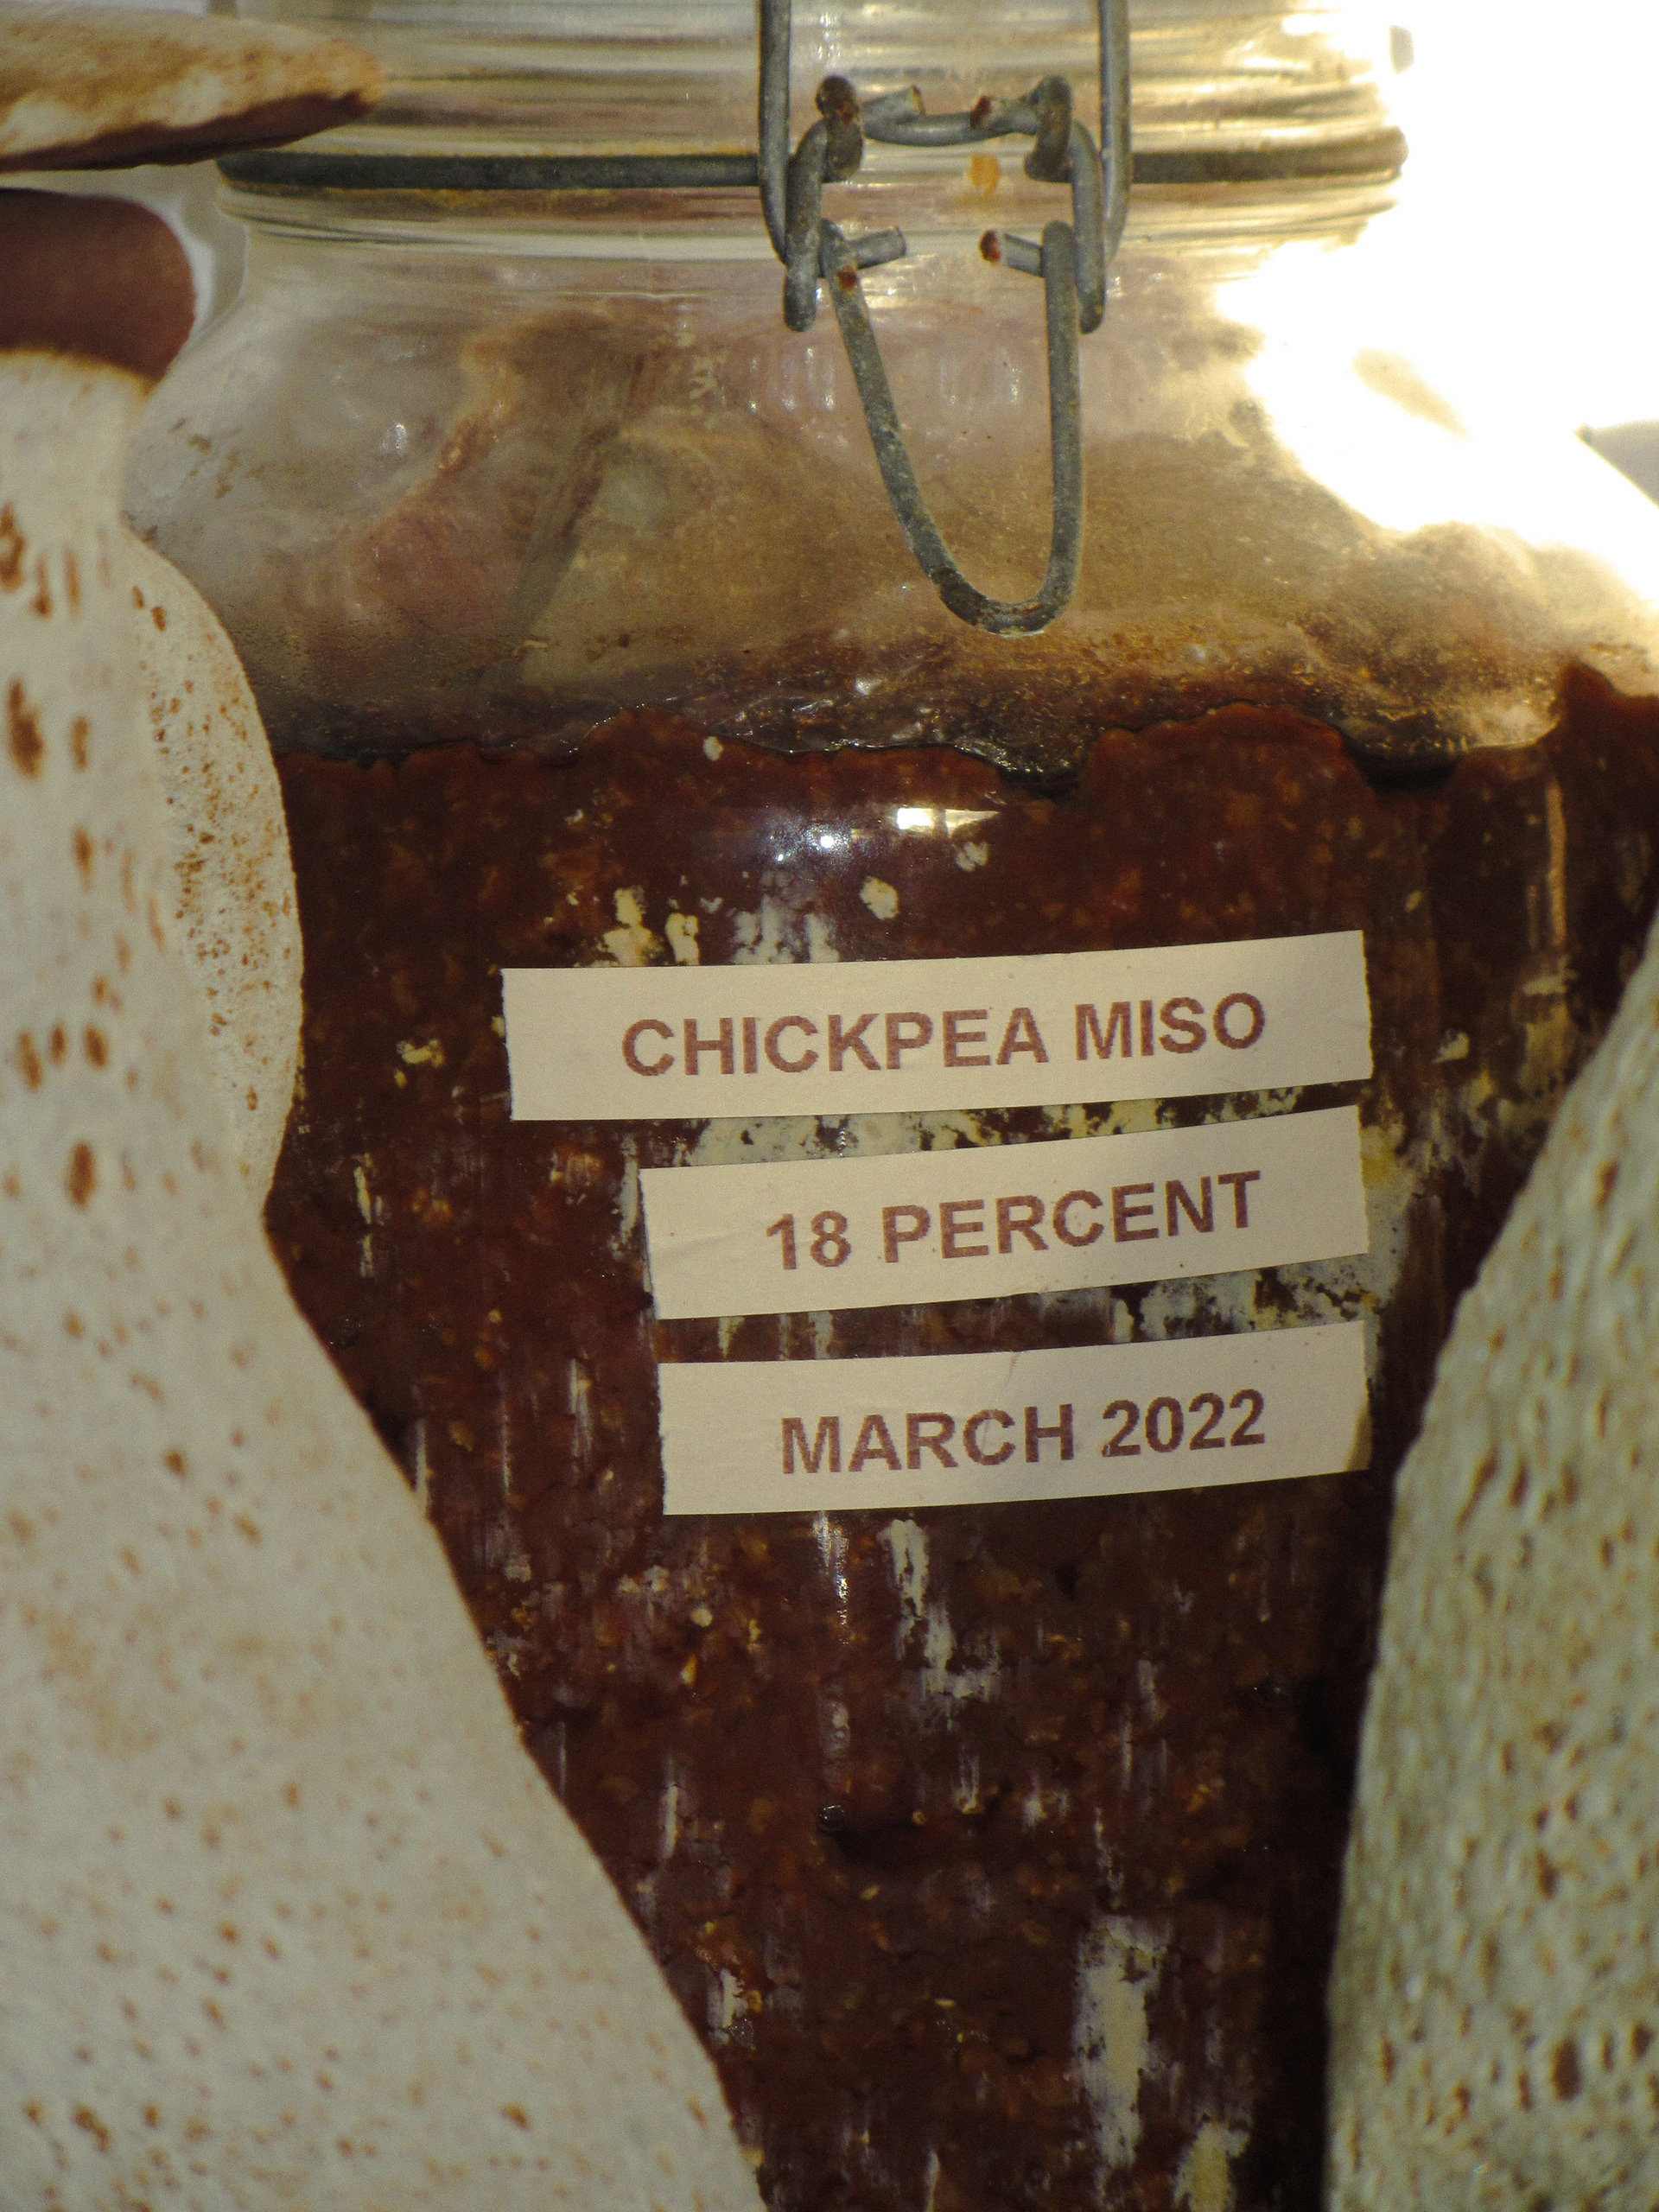 CHICKPEA MISO
18 PERCENT
MARCH 2022